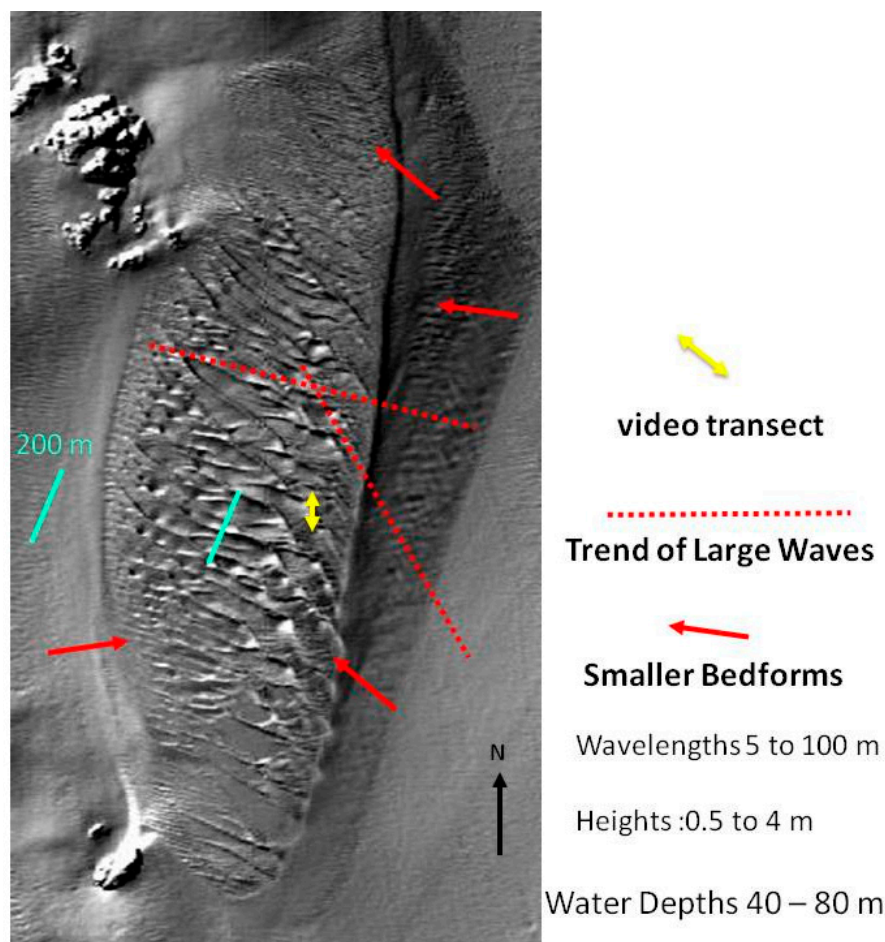 200 m
N
video transect
Trend of Large Waves
Smaller Bedforms
Wavelengths 5 to 100 m
Heights :0.5 to 4 m
Water Depths 40 – 80 m